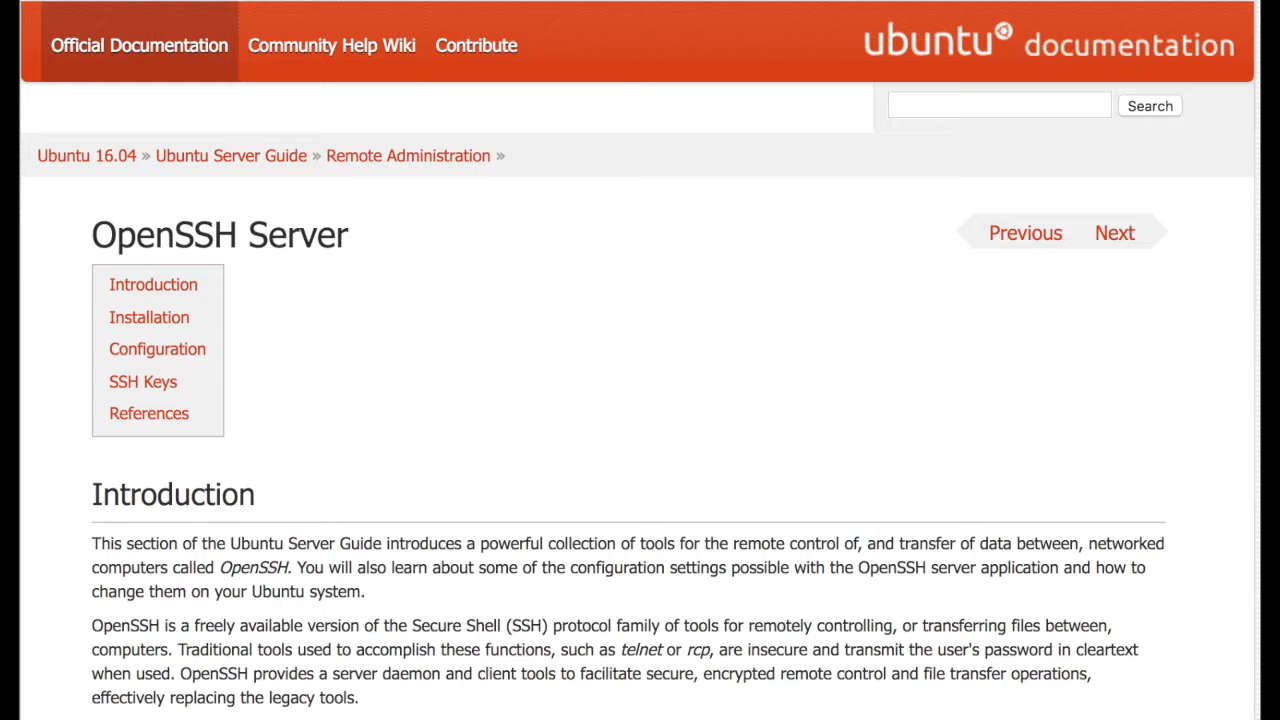 Official Documentation Community Help Wiki Contribute
ubuntu documentation
Search
Ubuntu 16.04 » Ubuntu Server Guide » Remote Administration »
OpenSSH Server
Previous Next
Introduction
Installation
Configuration
SSH Keys
References
Introduction
This section of the Ubuntu Server Guide introduces a powerful collection of tools for the remote control of, and transfer of data between, networked
computers called OpenSSH. You will also learn about some of the configuration settings possible with the OpenSSH server application and how to
change them on your Ubuntu system.
OpenSSH is a freely available version of the Secure Shell (SSH) protocol family of tools for remotely controlling, or transferring files between,
computers. Traditional tools used to accomplish these functions, such as telnet or rcp, are insecure and transmit the user's password in cleartext
when used. OpenSSH provides a server daemon and client tools to facilitate secure, encrypted remote control and file transfer operations,
effectively replacing the legacy tools.